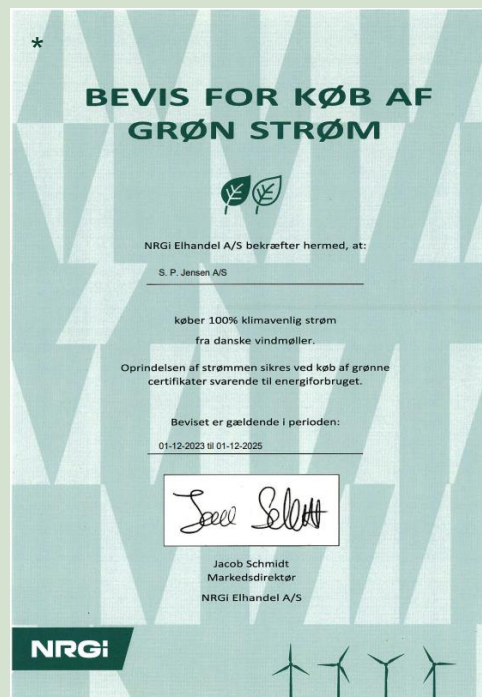 *
BEVIS FOR KØB AF
GRØN STRØM
NRGi Elhandel A/S bekræfter hermed, at:
S. P. Jensen A/S
køber 100% klimavenlig strøm
fra danske vindmøller.
Oprindelsen af strømmen sikres ved køb af grønne
certifikater svarende til energiforbruget.
Beviset er gældende i perioden:
01-12-2023 til 01-12-2025
Jacob Schmidt
Markedsdirektør
NRGi Elhandel A/S
NRGi